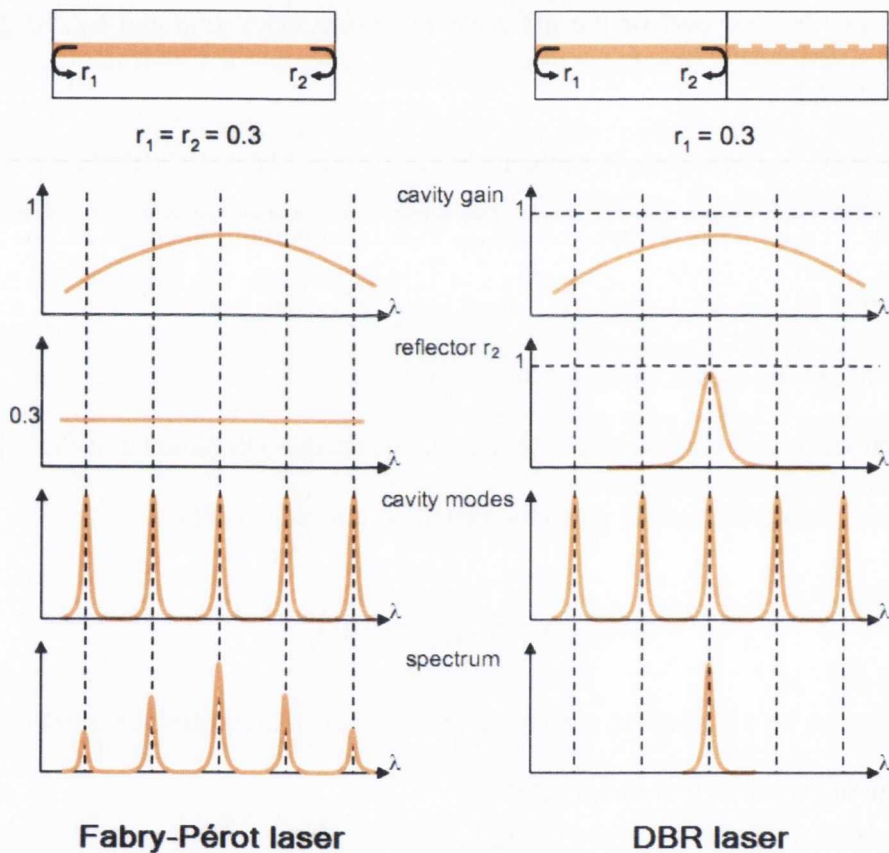 r₁ r₂ r₁ r₂
r₁ = r₂ = 0.3 r₁ = 0.3
cavity gain
1 1
λ λ
reflector r₂
1
0.3
λ λ
cavity modes
λ λ
spectrum
λ λ
Fabry-Pérot laser DBR laser